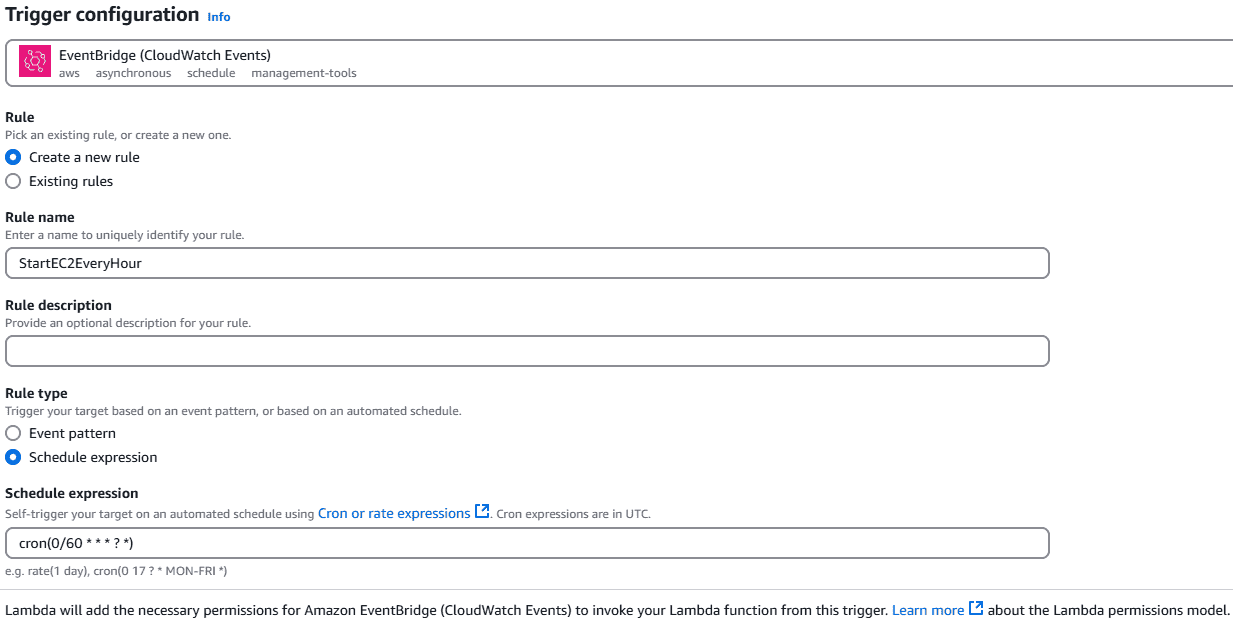 Trigger configuration Info
EventBridge (CloudWatch Events)
aws asynchronous schedule management-tools
Rule
Pick an existing rule, or create a new one.
Create a new rule
Existing rules
Rule name
Enter a name to uniquely identify your rule.
StartEC2EveryHour
Rule description
Provide an optional description for your rule.
Rule type
Trigger your target based on an event pattern, or based on an automated schedule.
Event pattern
Schedule expression
Schedule expression
Self-trigger your target on an automated schedule using Cron or rate expressions. Cron expressions are in UTC.
cron(0/60 * * * ? *)
e.g. rate(1 day), cron(0 17 ? * MON-FRI *)
Lambda will add the necessary permissions for Amazon EventBridge (CloudWatch Events) to invoke your Lambda function from this trigger. Learn more about the Lambda permissions model.